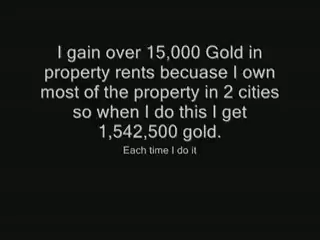 I gain over 15,000 Gold in
property rents becuase I own
most of the property in 2 cities
so when I do this I get
1,542,500 gold.
Each time I do it